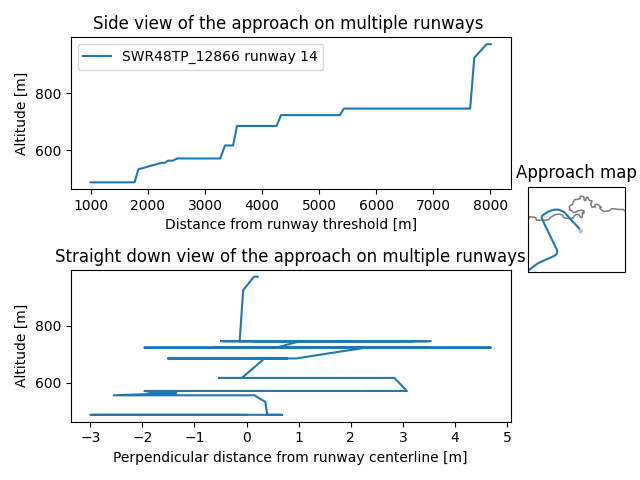 Side view of the approach on multiple runways
SWR48TP_12866 runway 14
Altitude [m]
800
600
1000 2000 3000 4000 5000 6000 7000 8000
Distance from runway threshold [m]
Approach map
Straight down view of the approach on multiple runways
Altitude [m]
800
600
−3 −2 −1 0 1 2 3 4 5
Perpendicular distance from runway centerline [m]